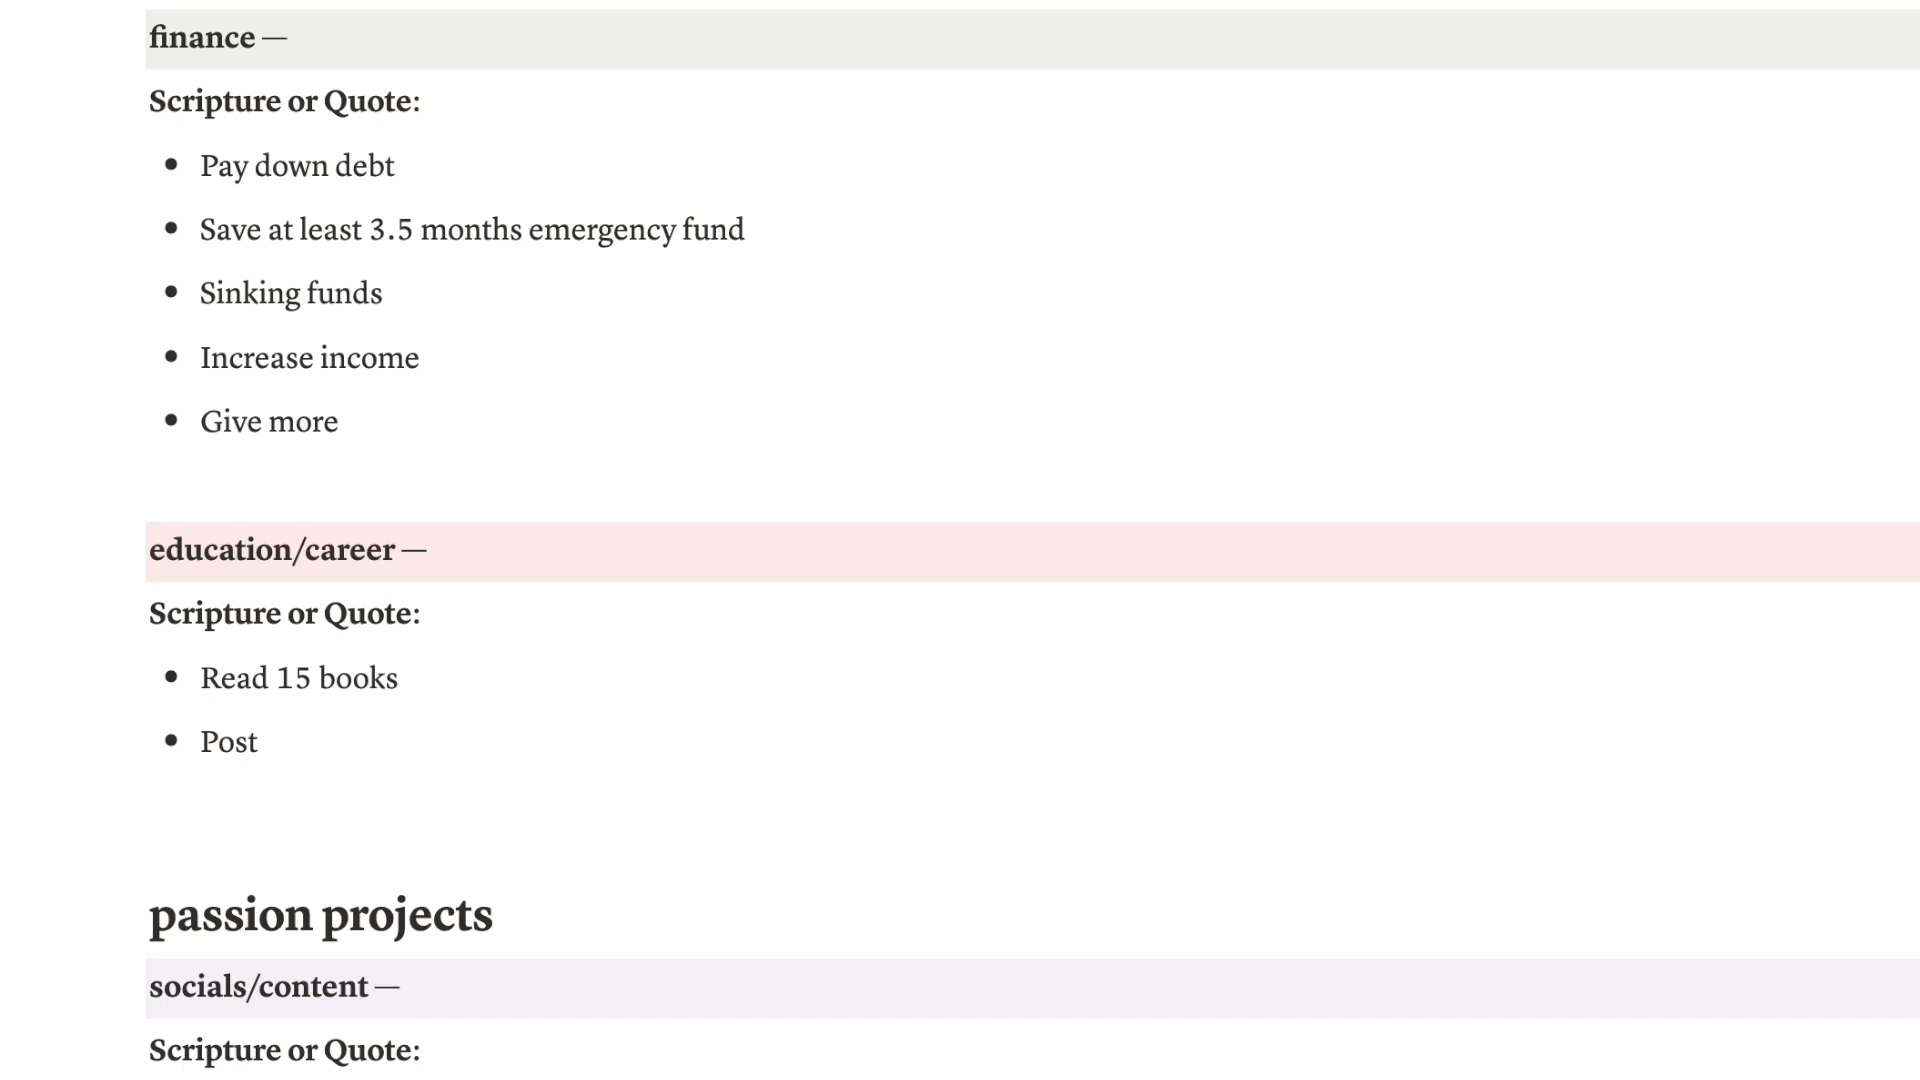 finance —
Scripture or Quote:
• Pay down debt
• Save at least 3.5 months emergency fund
• Sinking funds
• Increase income
• Give more
education/career —
Scripture or Quote:
• Read 15 books
• Post
passion projects
socials/content —
Scripture or Quote: